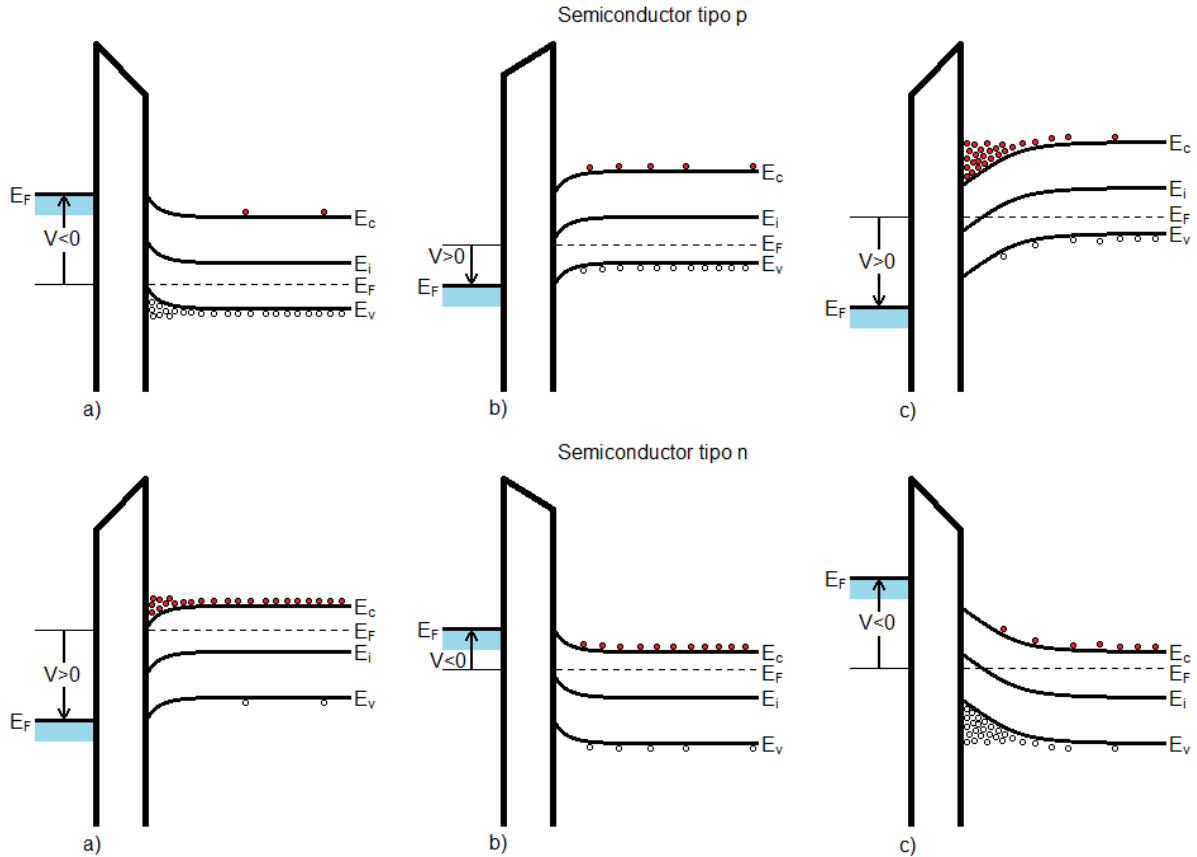 Semiconductor tipo p
E_F
V<0
E_c
E_i
E_F
E_v
a)
V>0
E_F
E_c
E_i
E_F
E_v
b)
V>0
E_F
E_c
E_i
E_F
E_v
c)
Semiconductor tipo n
V>0
E_F
E_c
E_F
E_i
E_v
a)
E_F
V<0
E_c
E_F
E_i
E_v
b)
E_F
V<0
E_c
E_F
E_i
E_v
c)